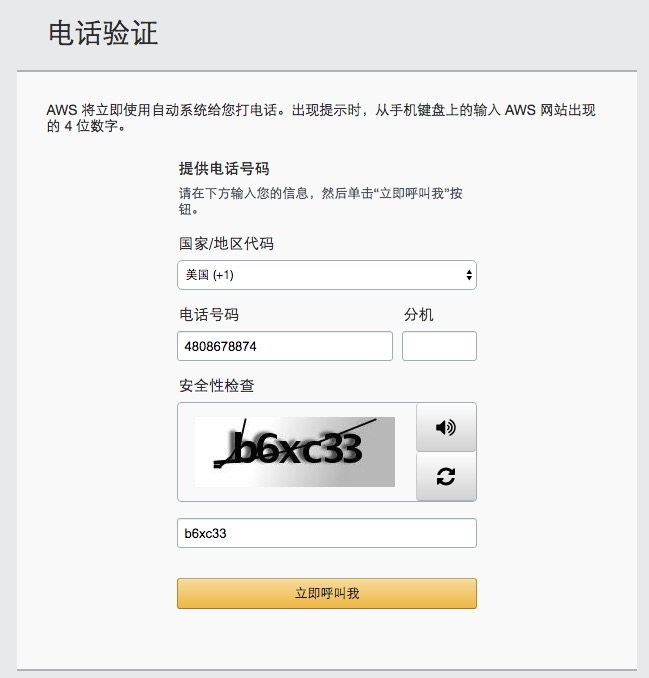 电话验证
AWS 将立即使用自动系统给您打电话。出现提示时，从手机键盘上的输入 AWS 网站出现
的 4 位数字。
提供电话号码
请在下方输入您的信息，然后单击“立即呼叫我”按
钮。
国家/地区代码
美国 (+1)
电话号码
分机
4808678874
安全性检查
b6xc33
b6xc33
立即呼叫我